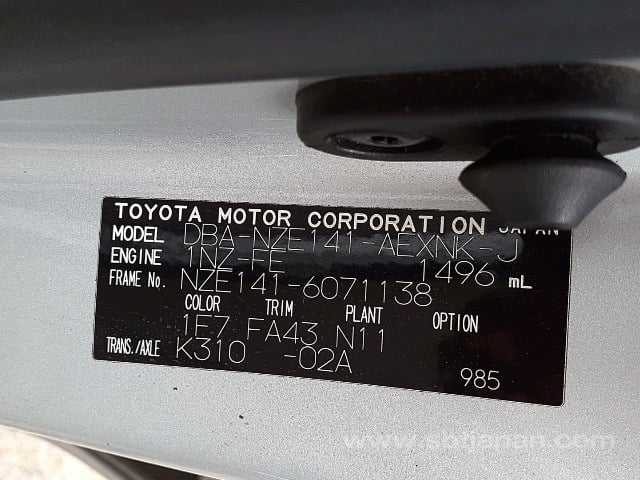 TOYOTA MOTOR CORPORATION JAPAN
MODEL DBA-NZE141-AEXNK-J
ENGINE 1NZ-FE 1496 mL
FRAME No. NZE141-6071138
COLOR TRIM PLANT OPTION
1F7 FA43 N11
TRANS./AXLE K310 -02A
985
www.sbtjapan.com